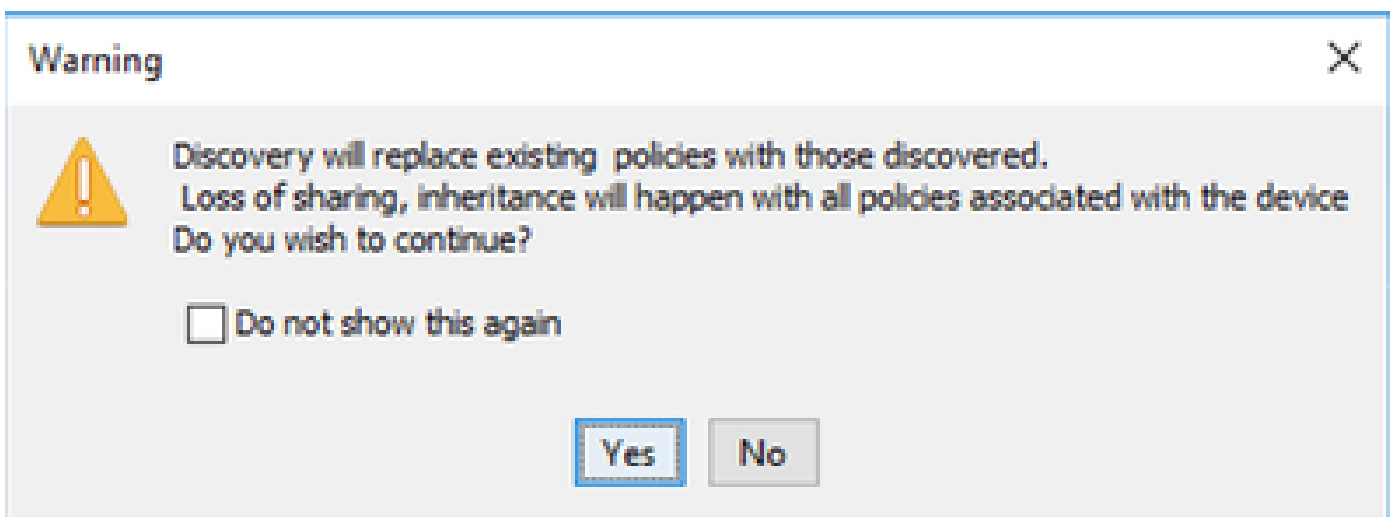 Warning
Discovery will replace existing  policies with those discovered.
Loss of sharing, inheritance will happen with all policies associated with the device
Do you wish to continue?
Do not show this again
Yes No